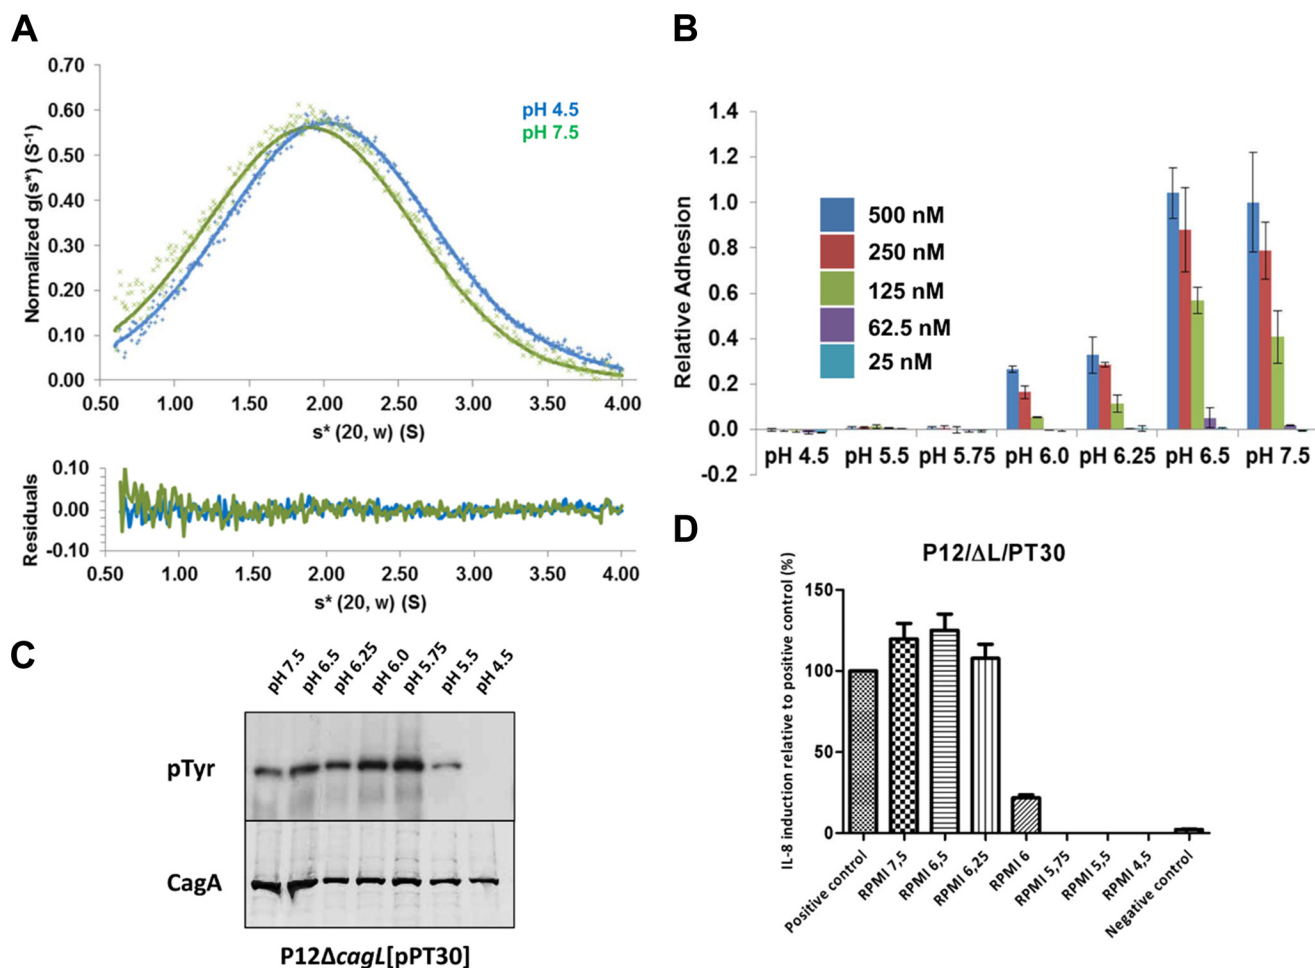 A
0.70
0.60
0.50
0.40
0.30
0.20
0.10
0.00
Normalized g(s*) (S⁻¹)
pH 4.5
pH 7.5
0.50 1.00 1.50 2.00 2.50 3.00 3.50 4.00
s* (20, w) (S)
0.10
0.00
-0.10
Residuals
0.50 1.00 1.50 2.00 2.50 3.00 3.50 4.00
s* (20, w) (S)
B
1.4
1.2
1.0
0.8
0.6
0.4
0.2
0.0
-0.2
Relative Adhesion
500 nM
250 nM
125 nM
62.5 nM
25 nM
pH 4.5 pH 5.5 pH 5.75 pH 6.0 pH 6.25 pH 6.5 pH 7.5
C
pH 7.5
pH 6.5
pH 6.25
pH 6.0
pH 5.75
pH 5.5
pH 4.5
pTyr
CagA
P12ΔcagL[pPT30]
D
P12/ΔL/PT30
IL-8 induction relative to positive control (%)
150
100
50
0
Positive control
RPMI 7,5
RPMI 6,5
RPMI 6,25
RPMI 6
RPMI 5,75
RPMI 5,5
RPMI 4,5
Negative control